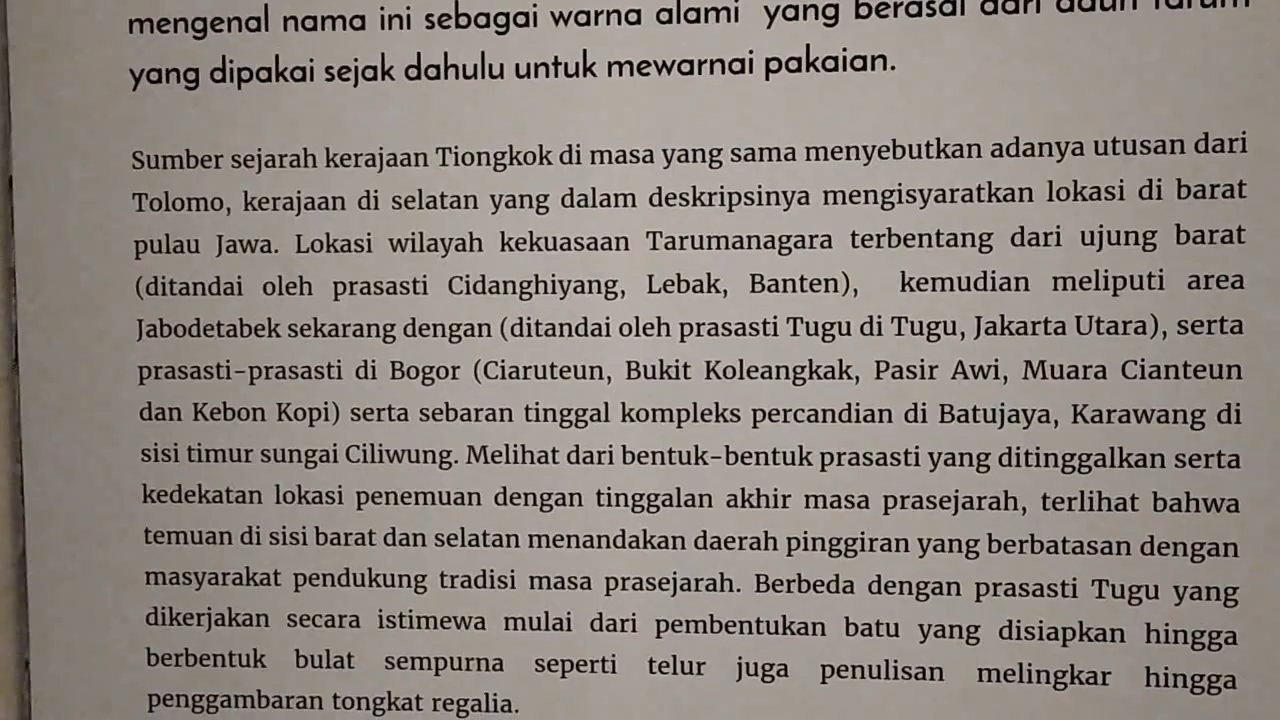 mengenal nama ini sebagai warna alami yang berasal dari daun tarum
yang dipakai sejak dahulu untuk mewarnai pakaian.
Sumber sejarah kerajaan Tiongkok di masa yang sama menyebutkan adanya utusan dari
Tolomo, kerajaan di selatan yang dalam deskripsinya mengisyaratkan lokasi di barat
pulau Jawa. Lokasi wilayah kekuasaan Tarumanagara terbentang dari ujung barat
(ditandai oleh prasasti Cidanghiyang, Lebak, Banten), kemudian meliputi area
Jabodetabek sekarang dengan (ditandai oleh prasasti Tugu di Tugu, Jakarta Utara), serta
prasasti-prasasti di Bogor (Ciaruteun, Bukit Koleangkak, Pasir Awi, Muara Cianteun
dan Kebon Kopi) serta sebaran tinggal kompleks percandian di Batujaya, Karawang di
sisi timur sungai Ciliwung. Melihat dari bentuk-bentuk prasasti yang ditinggalkan serta
kedekatan lokasi penemuan dengan tinggalan akhir masa prasejarah, terlihat bahwa
temuan di sisi barat dan selatan menandakan daerah pinggiran yang berbatasan dengan
masyarakat pendukung tradisi masa prasejarah. Berbeda dengan prasasti Tugu yang
dikerjakan secara istimewa mulai dari pembentukan batu yang disiapkan hingga
berbentuk bulat sempurna seperti telur juga penulisan melingkar hingga
penggambaran tongkat regalia.